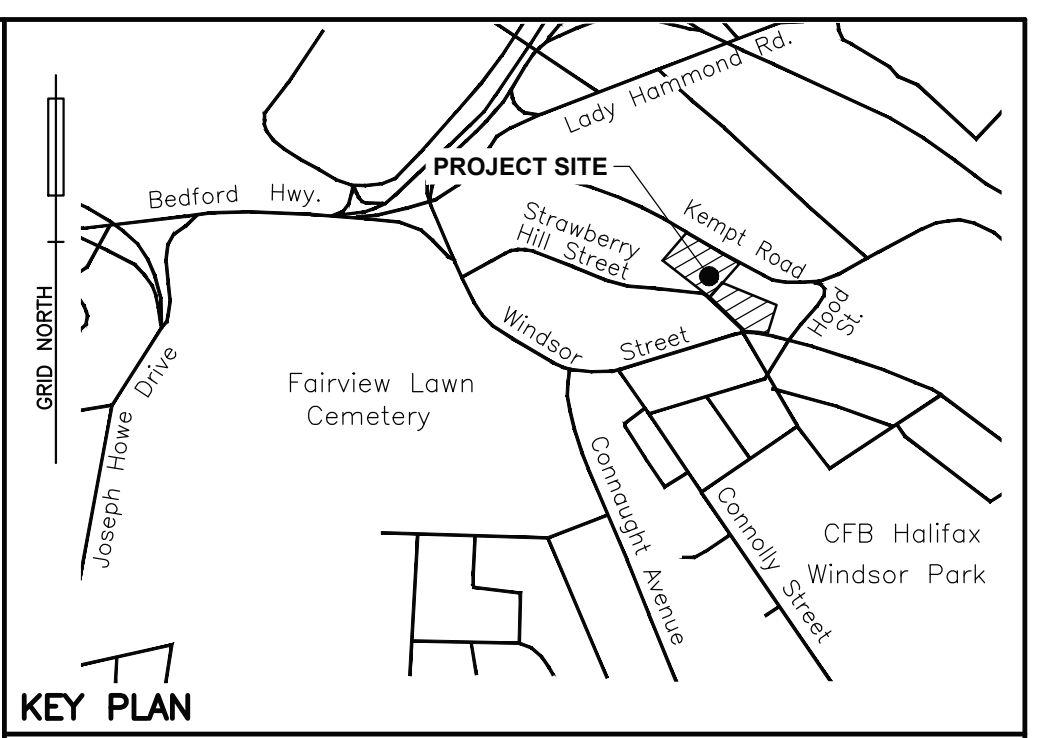 Lady Hammond Rd.
PROJECT SITE
Bedford Hwy.
Strawberry
Hill Street
Kempt Road
Hood
St.
Windsor Street
GRID NORTH
Fairview Lawn
Cemetery
Joseph Howe Drive
Connaught Avenue
Connolly Street
CFB Halifax
Windsor Park
KEY PLAN